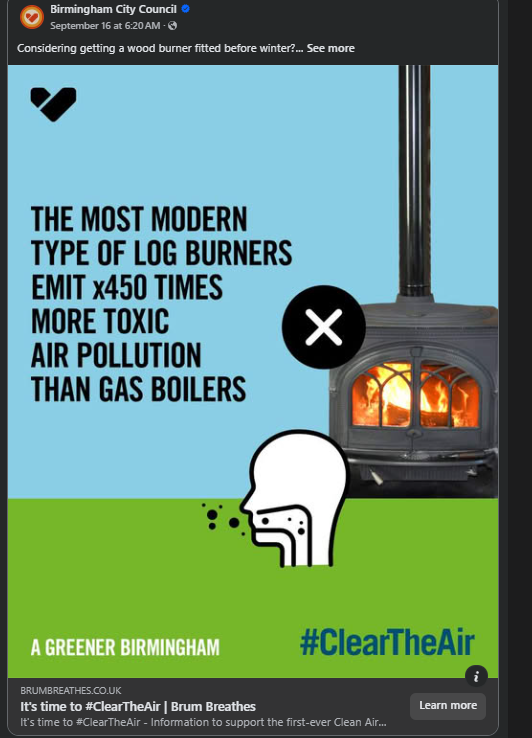 Birmingham City Council
September 16 at 6:20 AM ·
Considering getting a wood burner fitted before winter?... See more
THE MOST MODERN
TYPE OF LOG BURNERS
EMIT x450 TIMES
MORE TOXIC
AIR POLLUTION
THAN GAS BOILERS
A GREENER BIRMINGHAM
#ClearTheAir
BRUMBREATHES.CO.UK
It's time to #ClearTheAir | Brum Breathes
It's time to #ClearTheAir - Information to support the first-ever Clean Air...
Learn more